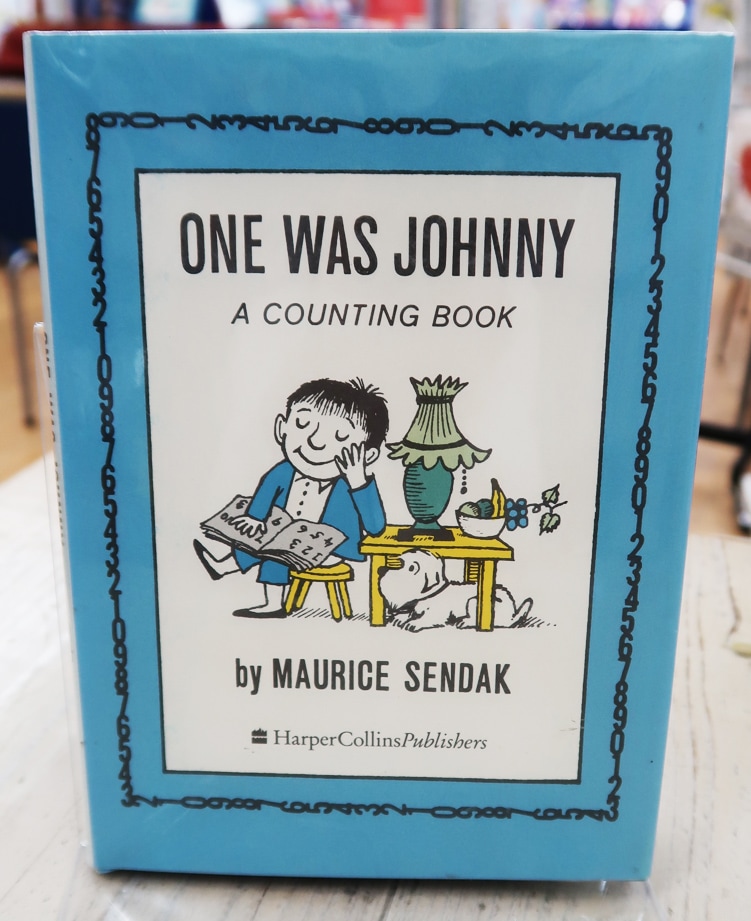 ONE WAS JOHNNY
A COUNTING BOOK
by MAURICE SENDAK
HarperCollinsPublishers